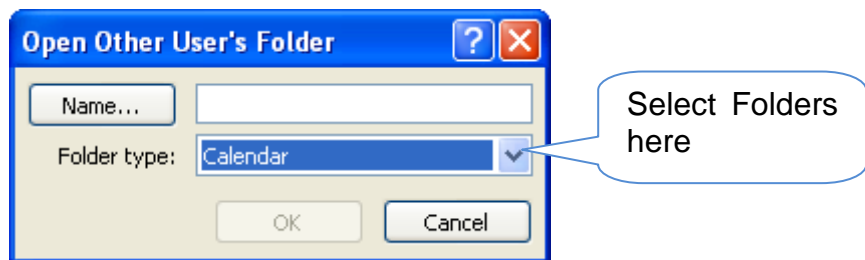 Open Other User's Folder
Name...
Folder type: Calendar
OK Cancel
Select Folders
here